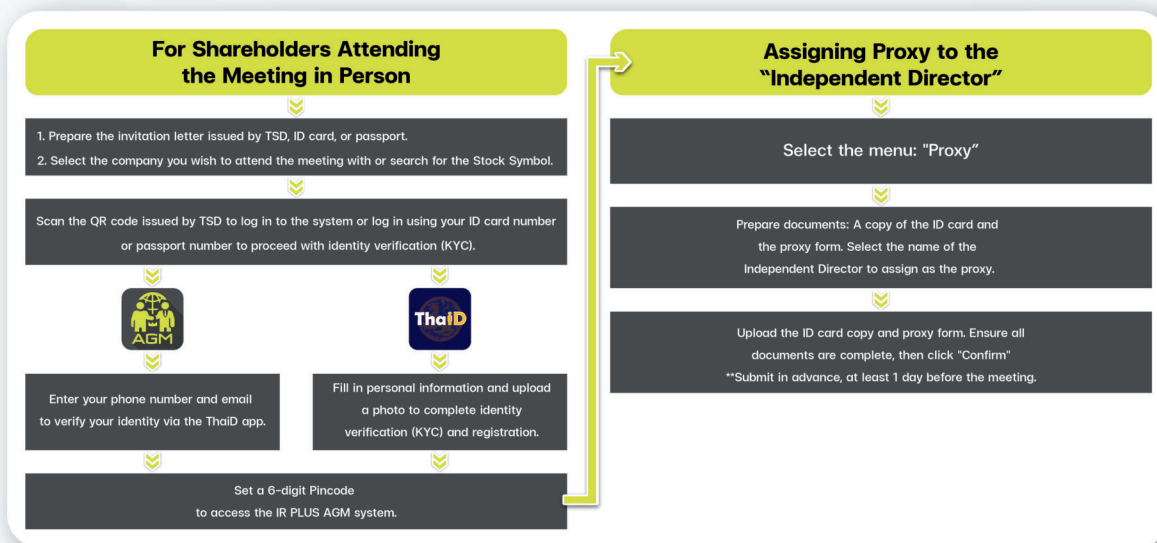 For Shareholders Attending
the Meeting in Person
1. Prepare the invitation letter issued by TSD, ID card, or passport.
2. Select the company you wish to attend the meeting with or search for the Stock Symbol.
Scan the QR code issued by TSD to log in to the system or log in using your ID card number
or passport number to proceed with identity verification (KYC).
AGM
ThaiD
Enter your phone number and email
to verify your identity via the ThaiD app.
Fill in personal information and upload
a photo to complete identity
verification (KYC) and registration.
Set a 6-digit Pincode
to access the IR PLUS AGM system.
Assigning Proxy to the
“Independent Director”
Select the menu: "Proxy”
Prepare documents: A copy of the ID card and
the proxy form. Select the name of the
Independent Director to assign as the proxy.
Upload the ID card copy and proxy form. Ensure all
documents are complete, then click "Confirm"
**Submit in advance, at least 1 day before the meeting.